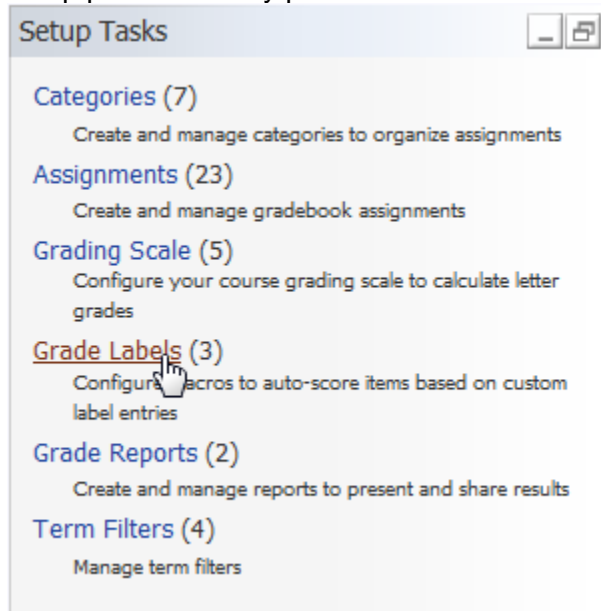 Setup Tasks
Categories (7)
Create and manage categories to organize assignments
Assignments (23)
Create and manage gradebook assignments
Grading Scale (5)
Configure your course grading scale to calculate letter
grades
Grade Labels (3)
Configure macros to auto-score items based on custom
label entries
Grade Reports (2)
Create and manage reports to present and share results
Term Filters (4)
Manage term filters